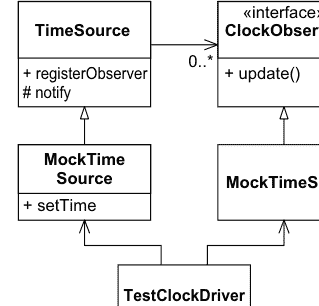 TimeSource
+ registerObserver
# notify
0..*
«interface»
ClockObser
+ update()
MockTime
Source
+ setTime
MockTimeS
TestClockDriver